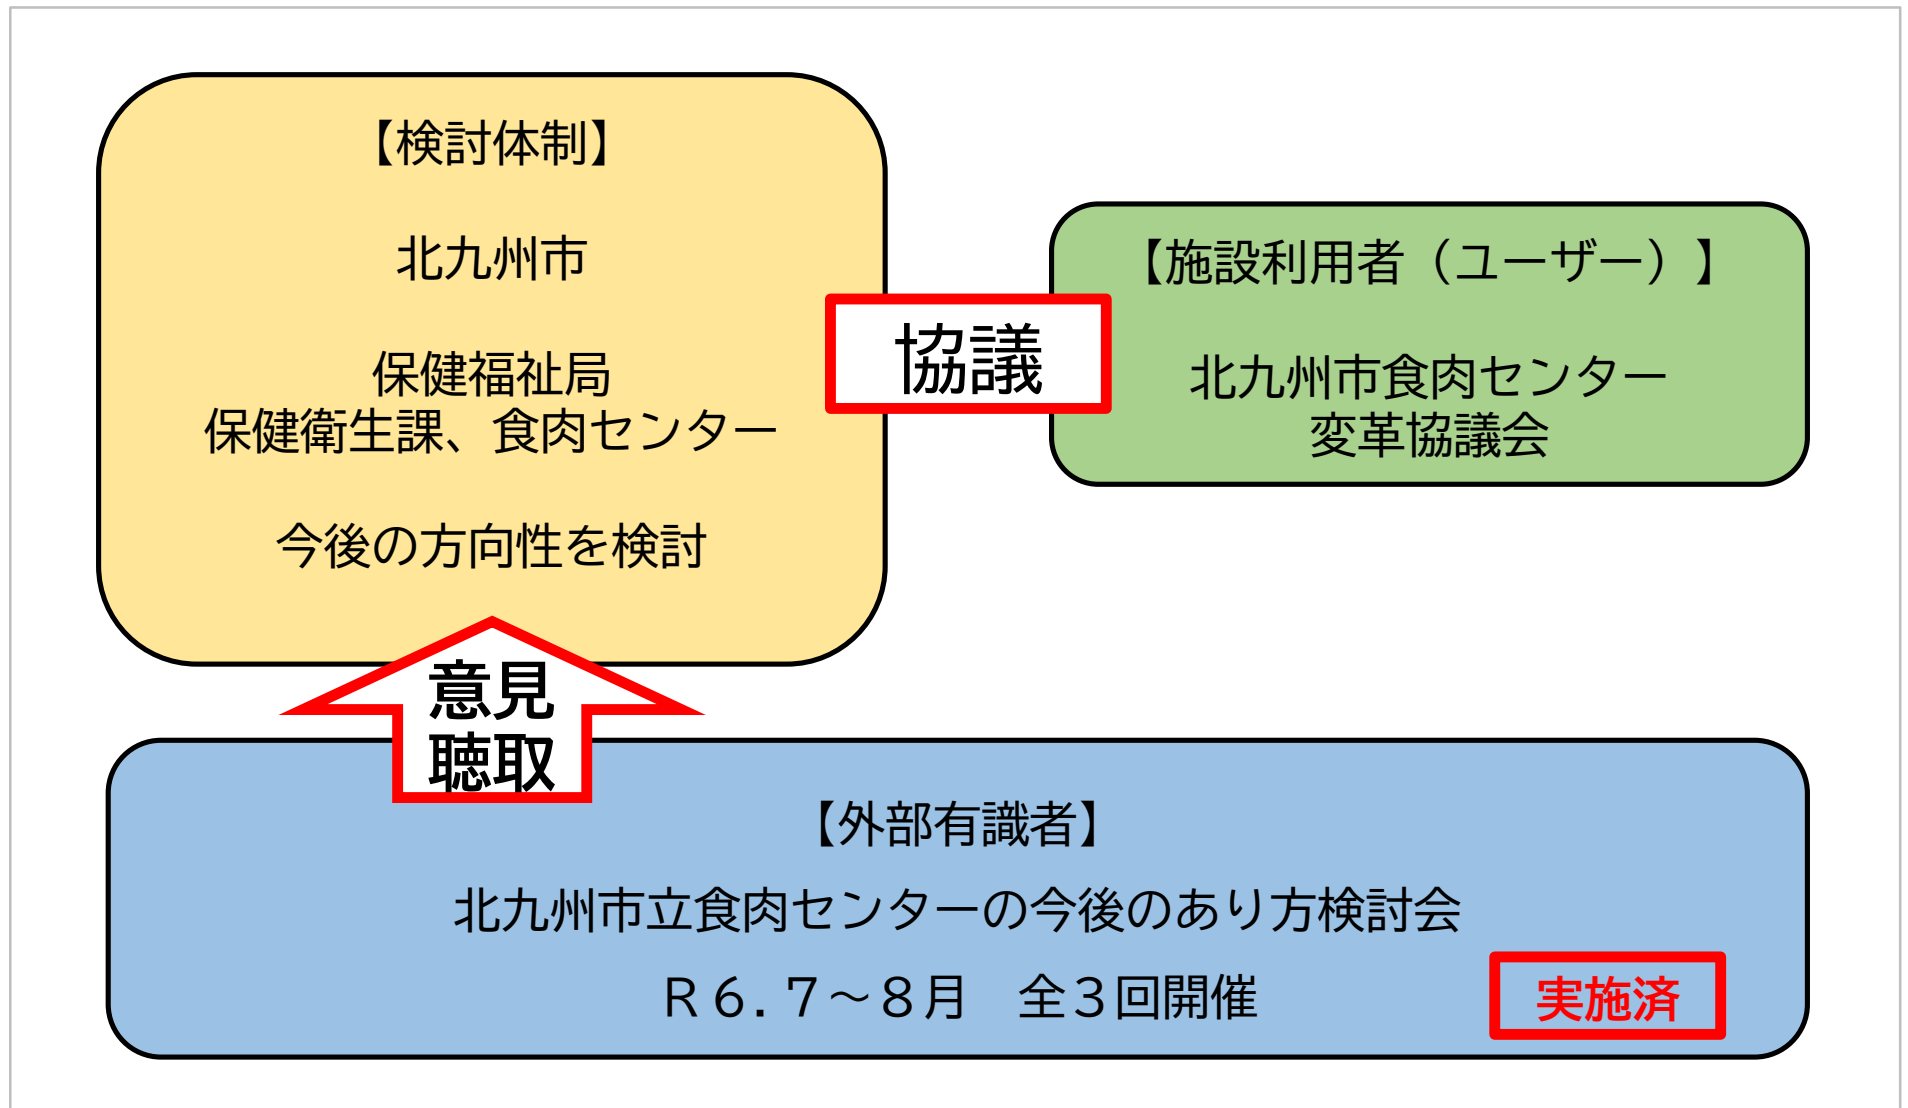 【検討体制】
北九州市
保健福祉局
保健衛生課、食肉センター
今後の方向性を検討
協議
【施設利用者（ユーザー）】
北九州市食肉センター
変革協議会
意見
聴取
【外部有識者】
北九州市立食肉センターの今後のあり方検討会
Ｒ６.７～８月　全３回開催
実施済